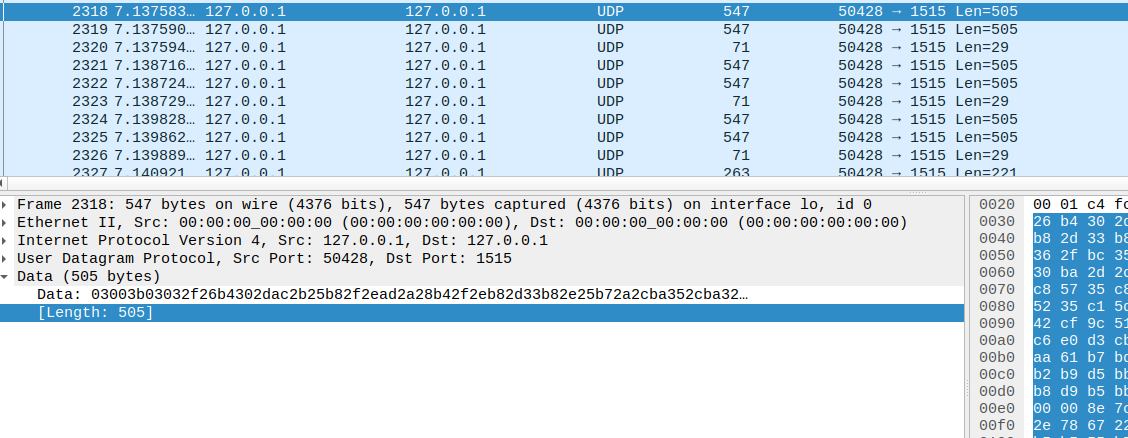 2318 7.137583… 127.0.0.1 127.0.0.1 UDP 547 50428 → 1515 Len=505
2319 7.137590… 127.0.0.1 127.0.0.1 UDP 547 50428 → 1515 Len=505
2320 7.137594… 127.0.0.1 127.0.0.1 UDP 71 50428 → 1515 Len=29
2321 7.138716… 127.0.0.1 127.0.0.1 UDP 547 50428 → 1515 Len=505
2322 7.138724… 127.0.0.1 127.0.0.1 UDP 547 50428 → 1515 Len=505
2323 7.138729… 127.0.0.1 127.0.0.1 UDP 71 50428 → 1515 Len=29
2324 7.139828… 127.0.0.1 127.0.0.1 UDP 547 50428 → 1515 Len=505
2325 7.139862… 127.0.0.1 127.0.0.1 UDP 547 50428 → 1515 Len=505
2326 7.139889… 127.0.0.1 127.0.0.1 UDP 71 50428 → 1515 Len=29
2327 7.140921 127.0.0.1 127.0.0.1 UDP 263 50428 → 1515 Len=221
Frame 2318: 547 bytes on wire (4376 bits), 547 bytes captured (4376 bits) on interface lo, id 0
Ethernet II, Src: 00:00:00_00:00:00 (00:00:00:00:00:00), Dst: 00:00:00_00:00:00 (00:00:00:00:00:00)
Internet Protocol Version 4, Src: 127.0.0.1, Dst: 127.0.0.1
User Datagram Protocol, Src Port: 50428, Dst Port: 1515
Data (505 bytes)
Data: 03003b03032f26b4302dac2b25b82f2ead2a28b42f2eb82d33b82e25b72a2cba352cba32…
[Length: 505]
0020 00 01 c4 fc
0030 26 b4 30 2d
0040 b8 2d 33 b8
0050 36 2f bc 35
0060 30 ba 2d 2c
0070 c8 57 35 c8
0080 52 35 c1 5c
0090 42 cf 9c 51
00a0 c6 e0 d3 cb
00b0 aa 61 b7
00c0 b2 b9 d5
00d0 b8 d9 b5
00e0 00 00 8e
00f0 2e 78 67 22